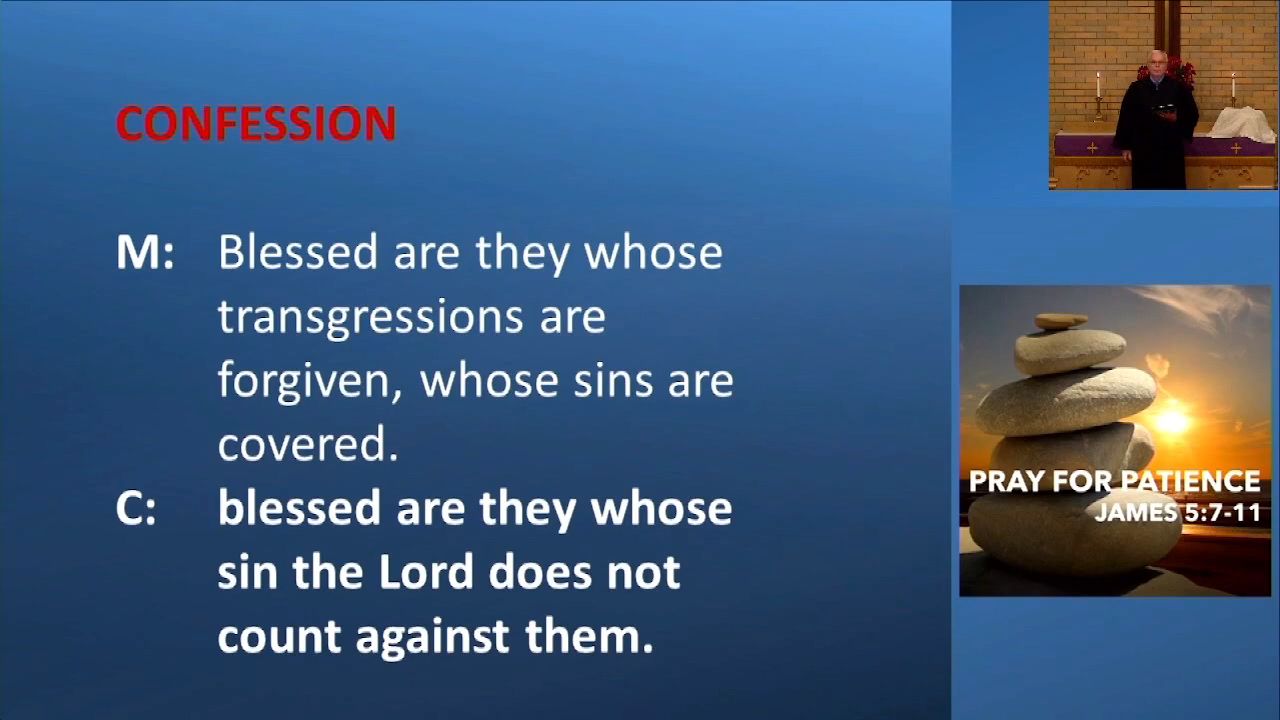 CONFESSION
M: Blessed are they whose
transgressions are
forgiven, whose sins are
covered.
C: blessed are they whose
sin the Lord does not
count against them.
PRAY FOR PATIENCE
JAMES 5:7-11